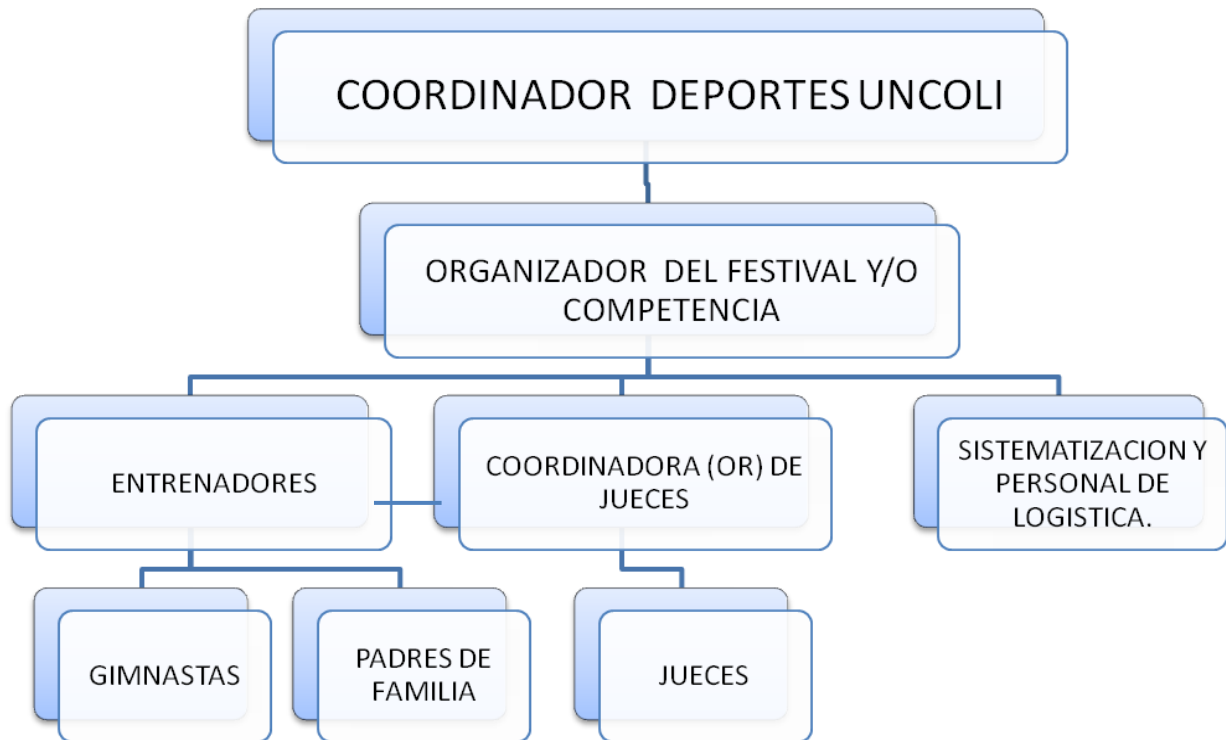 COORDINADOR DEPORTES UNCOLI
ORGANIZADOR DEL FESTIVAL Y/O
COMPETENCIA
ENTRENADORES
COORDINADORA (OR) DE
JUECES
SISTEMATIZACION Y
PERSONAL DE
LOGISTICA.
GIMNASTAS
PADRES DE
FAMILIA
JUECES